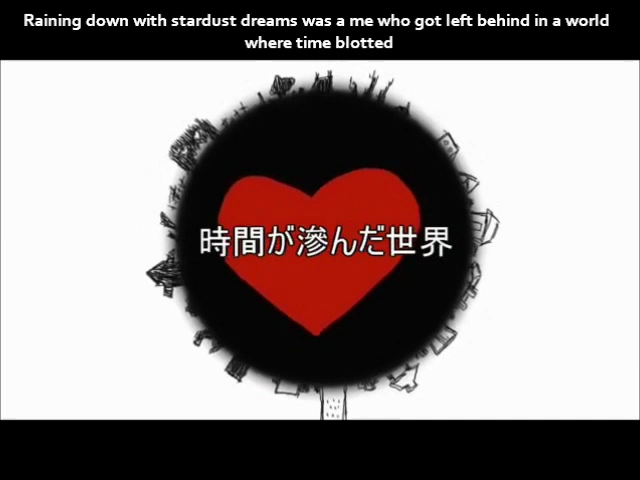 Raining down with stardust dreams was a me who got left behind in a world
where time blotted
時間が滲んだ世界